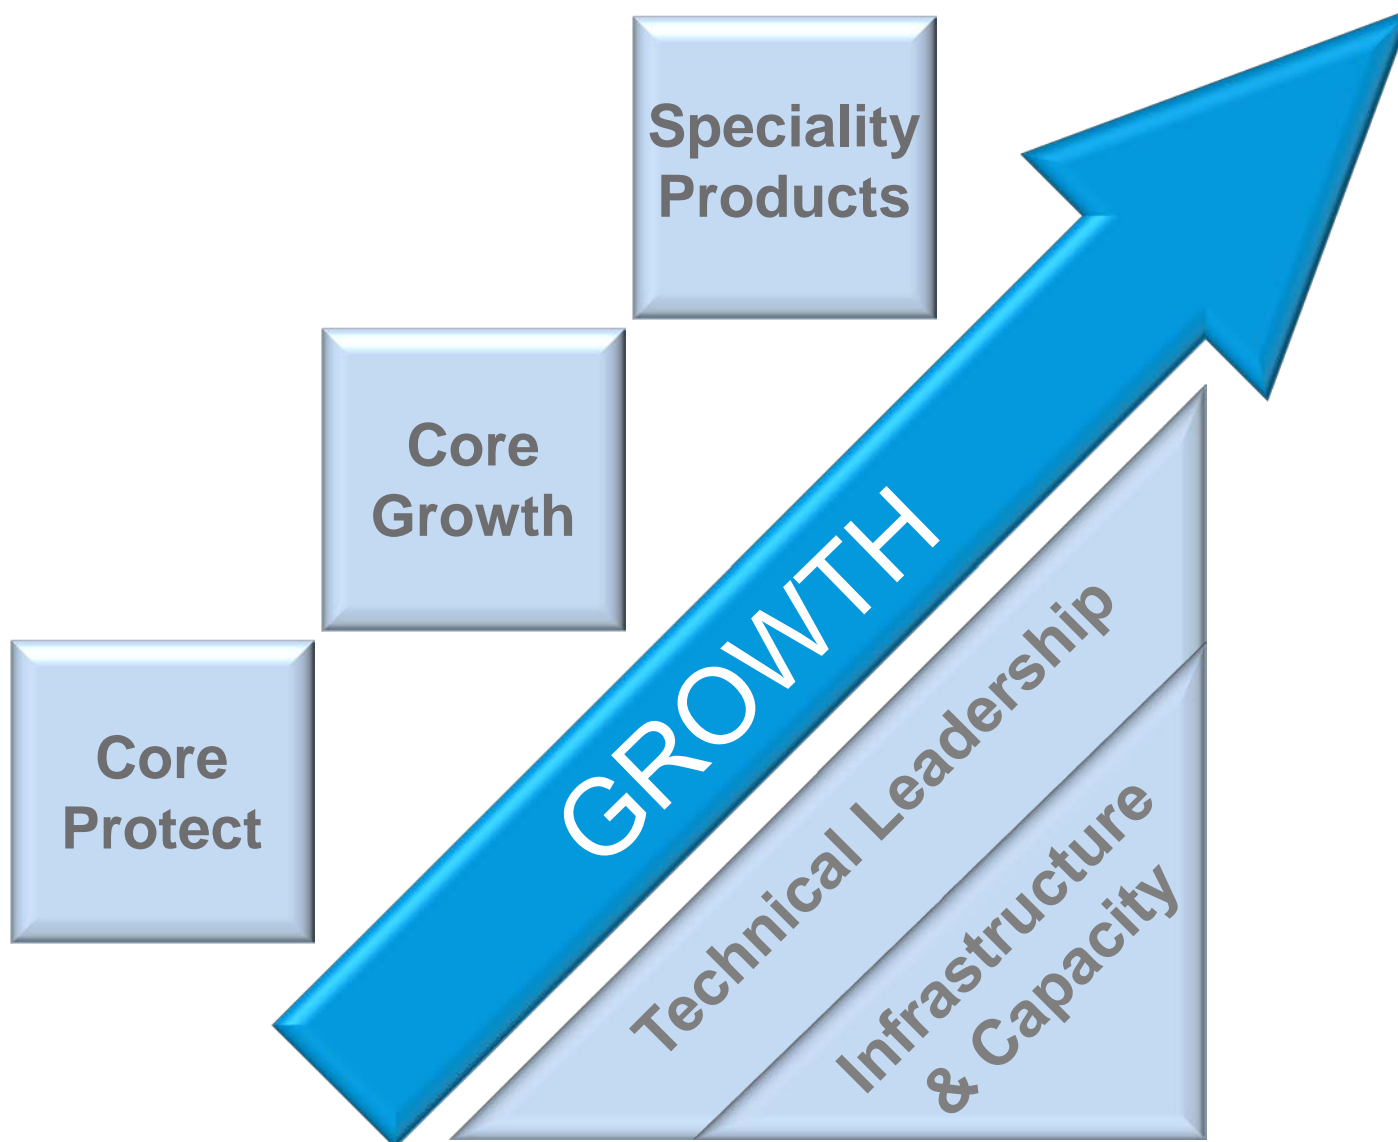 Speciality
Products
Core
Growth
Core
Protect
GROWTH
Technical Leadership
Infrastructure
& Capacity